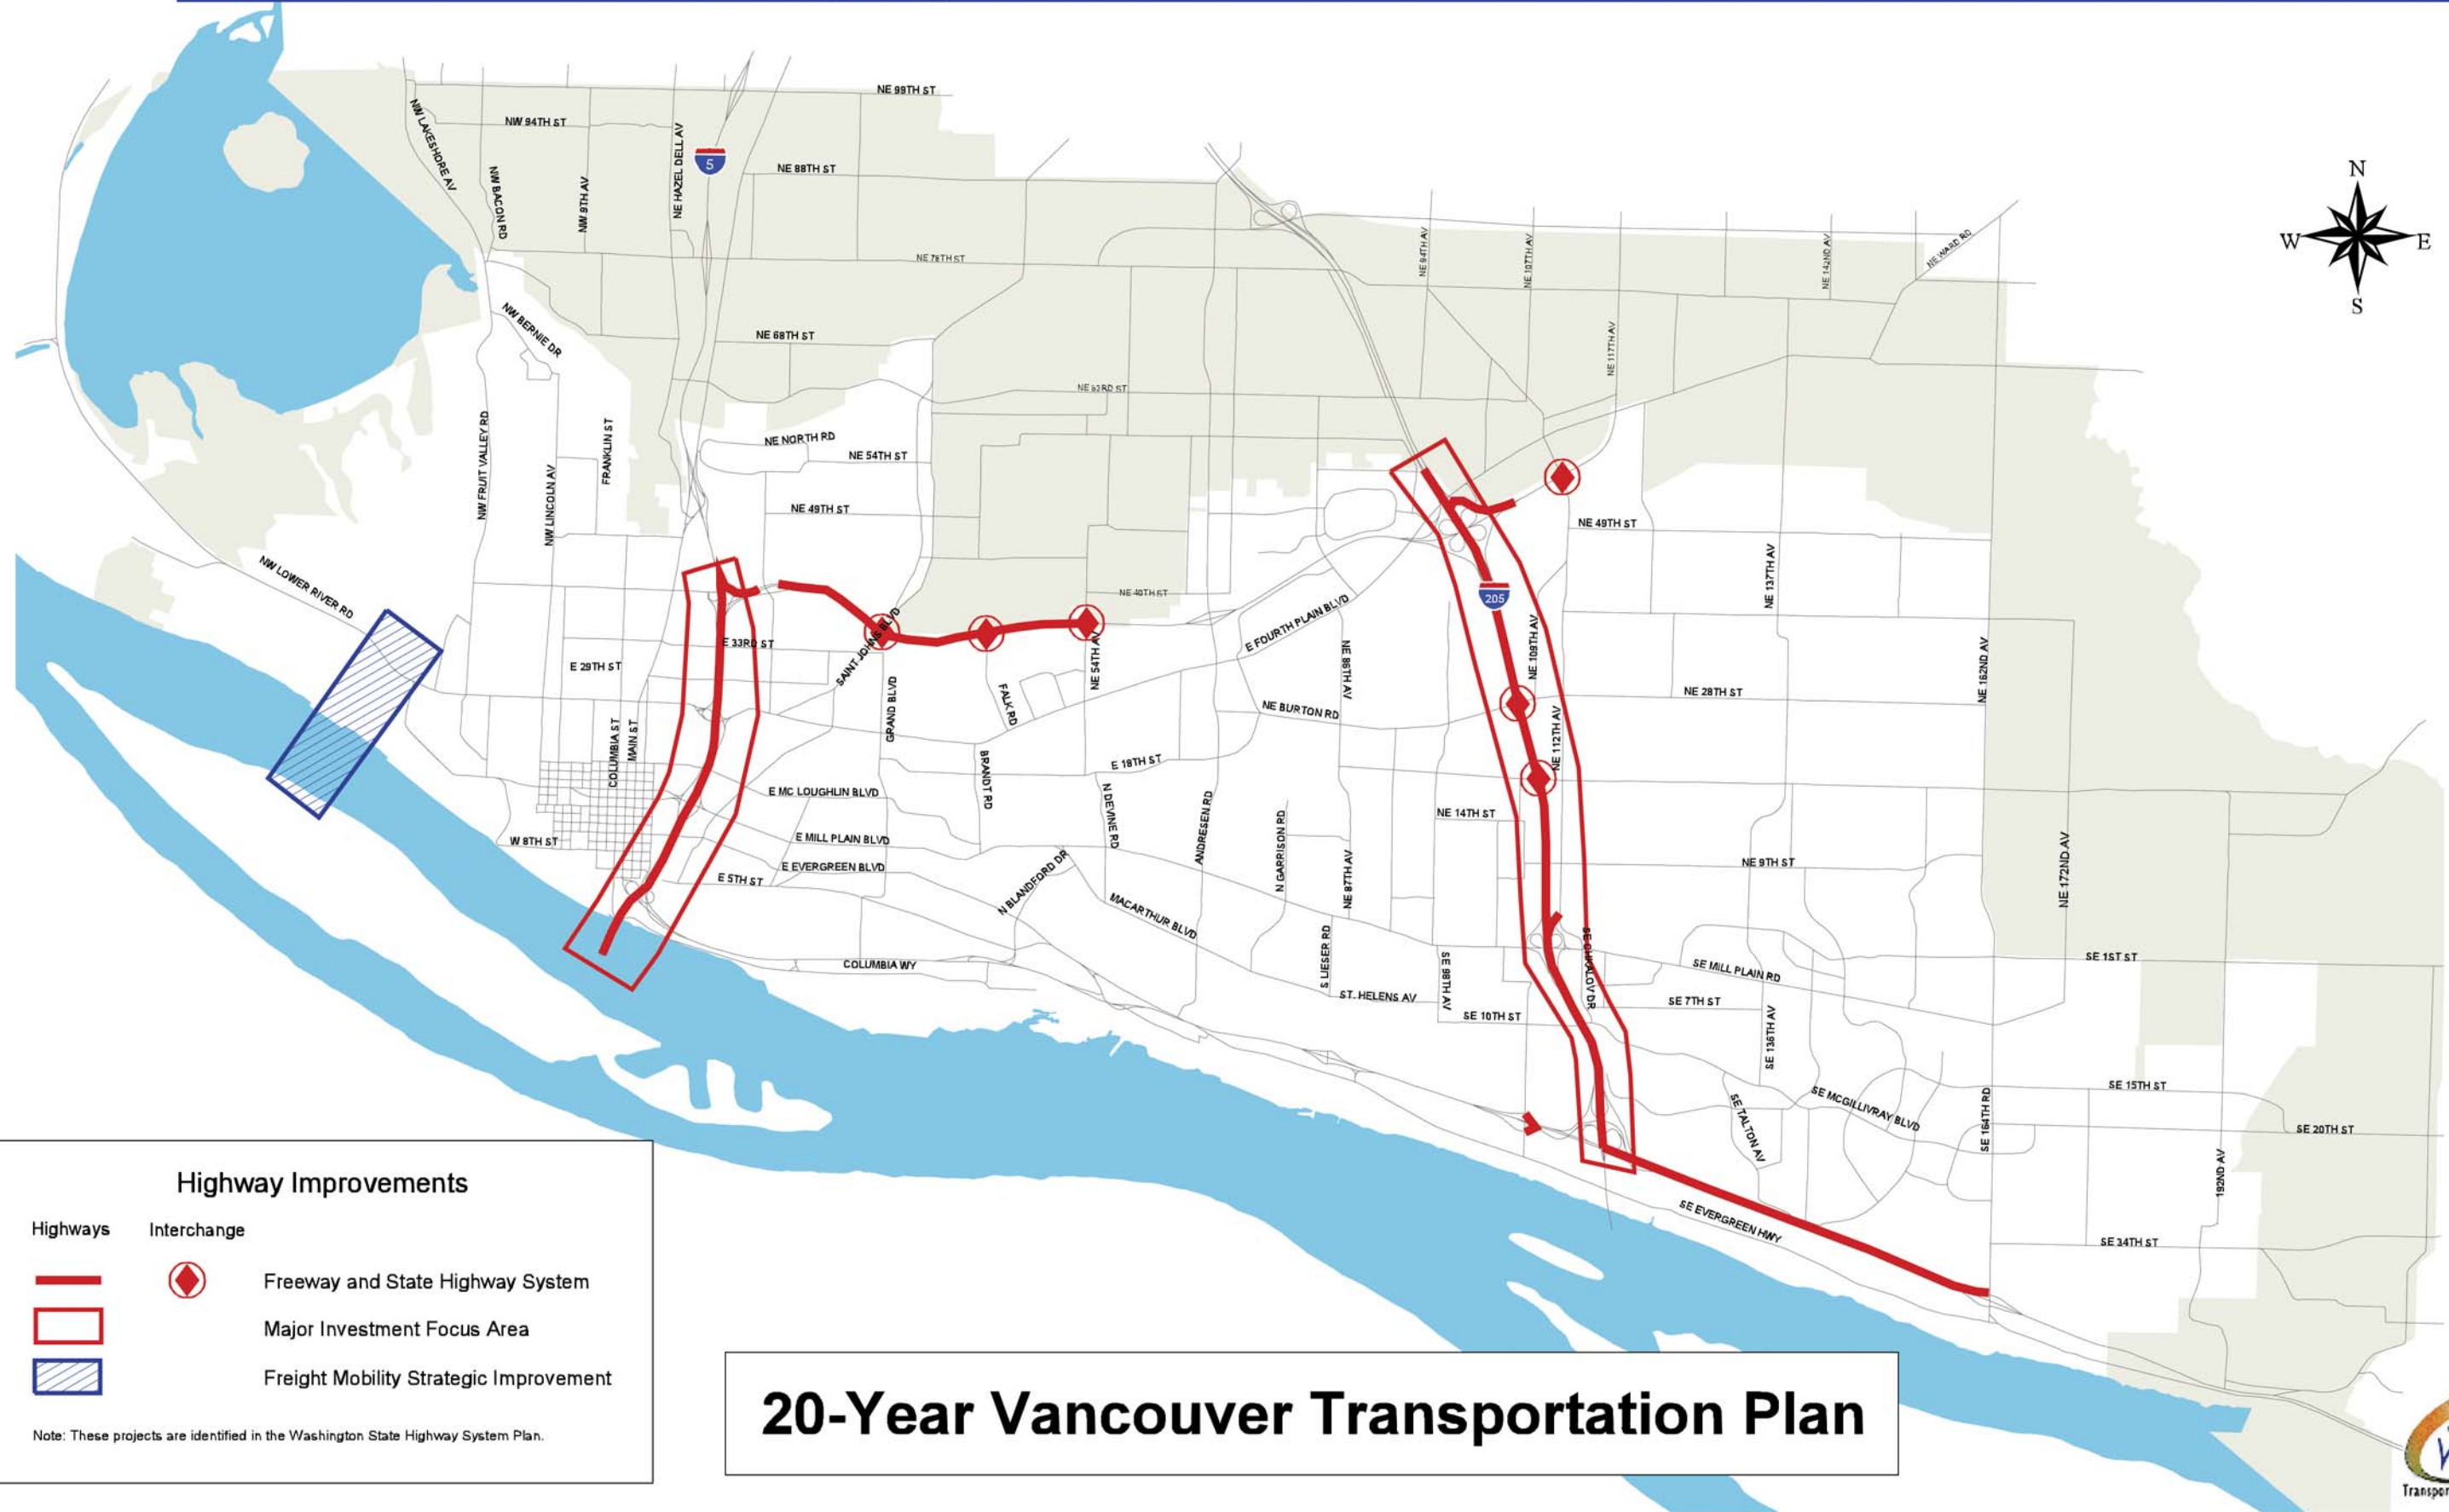 NE 99TH ST
NW 94TH ST
NW LAKESHORE AV
NE HAZEL DELL AV
5
NE 88TH ST
NW BACON RD
NW 9TH AV
N
W
E
S
NE 78TH ST
NE 94TH AV
NE 107TH AV
NE 142ND AV
NE WARD RD
NW BERNIE DR
NE 68TH ST
NE 117TH AV
NE 63RD ST
NW FRUIT VALLEY RD
NW LINCOLN AV
FRANKLIN ST
NE NORTH RD
NE 54TH ST
NE 49TH ST
NE 49TH ST
NE 137TH AV
NW LOWER RIVER RD
NE 40TH ST
205
E FOURTH PLAIN BLVD
NE 109TH AV
E 33RD ST
SAINT JOHNS BLVD
E 29TH ST
NE 54TH AV
NE 86TH AV
NE 162ND AV
GRAND BLVD
FALK RD
NE BURTON RD
NE 28TH ST
COLUMBIA ST
MAIN ST
NE 112TH AV
BRANDT RD
E 18TH ST
E MC LOUGHLIN BLVD
N DEVINE RD
ANDRESEN RD
N GARRISON RD
NE 14TH ST
W 8TH ST
E MILL PLAIN BLVD
E EVERGREEN BLVD
E 5TH ST
N BLANDFORD DR
NE 87TH AV
NE 9TH ST
NE 172ND AV
MACARTHUR BLVD
S LIESER RD
SE 98TH AV
SE CHKALOV DR
COLUMBIA WY
SE MILL PLAIN RD
SE 1ST ST
ST. HELENS AV
SE 7TH ST
SE 10TH ST
SE 136TH AV
SE TALTON AV
SE MCGILLIVRAY BLVD
SE 164TH RD
SE 15TH ST
SE 20TH ST
192ND AV
SE EVERGREEN HWY
SE 34TH ST
Highway Improvements
Highways Interchange
Freeway and State Highway System
Major Investment Focus Area
Freight Mobility Strategic Improvement
Note: These projects are identified in the Washington State Highway System Plan.
20-Year Vancouver Transportation Plan